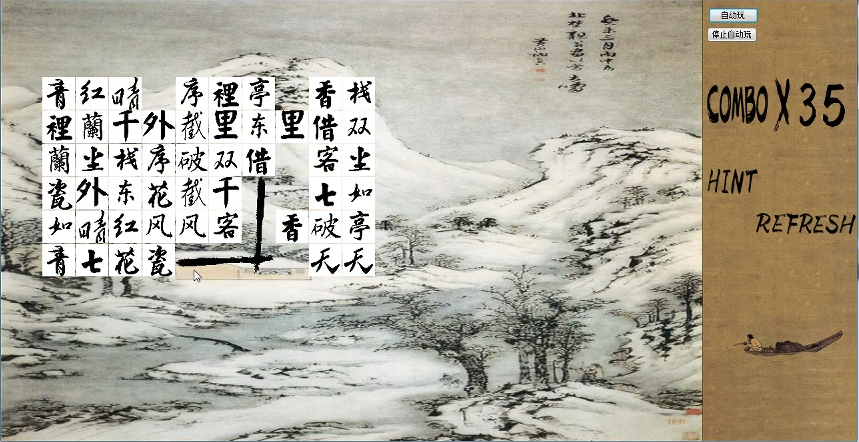 自动玩
停止自动玩
COMBO X 35
HINT
REFRESH
青 红 晴 序 裡 亭 香 栈
裡 蘭 千 外 截 里 东 里 借 双
蘭 尘 栈 序 破 双 借 客 尘
瓷 外 东 花 截 千 七 如
如 晴 红 风 风 客 香 破 亭
青 七 花 瓷 天 天